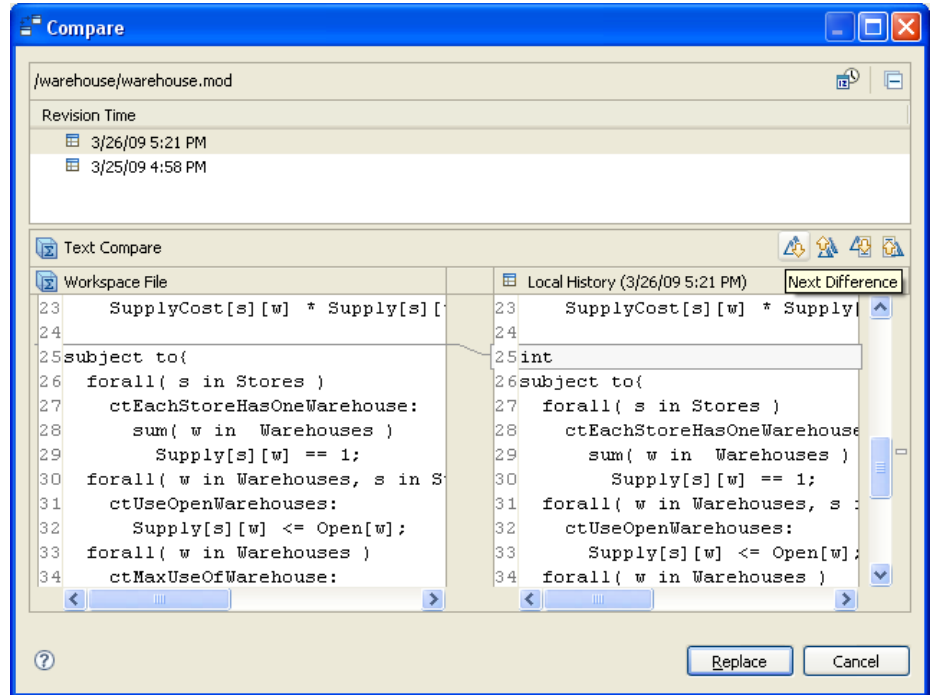 Compare
/warehouse/warehouse.mod
Revision Time
3/26/09 5:21 PM
3/25/09 4:58 PM
Text Compare
Workspace File
Local History (3/26/09 5:21 PM)
Next Difference
23 SupplyCost[s][w] * Supply[s][
24
25 subject to{
26 forall( s in Stores )
27 ctEachStoreHasOneWarehouse:
28 sum( w in Warehouses )
29 Supply[s][w] == 1;
30 forall( w in Warehouses, s in S
31 ctUseOpenWarehouses:
32 Supply[s][w] <= Open[w];
33 forall( w in Warehouses )
34 ctMaxUseOfWarehouse:
23 SupplyCost[s][w] * Supply[
24
25 int
26 subject to{
27 forall( s in Stores )
28 ctEachStoreHasOneWarehouse
29 sum( w in Warehouses )
30 Supply[s][w] == 1;
31 forall( w in Warehouses, s i
32 ctUseOpenWarehouses:
33 Supply[s][w] <= Open[w];
34 forall( w in Warehouses )
Replace
Cancel